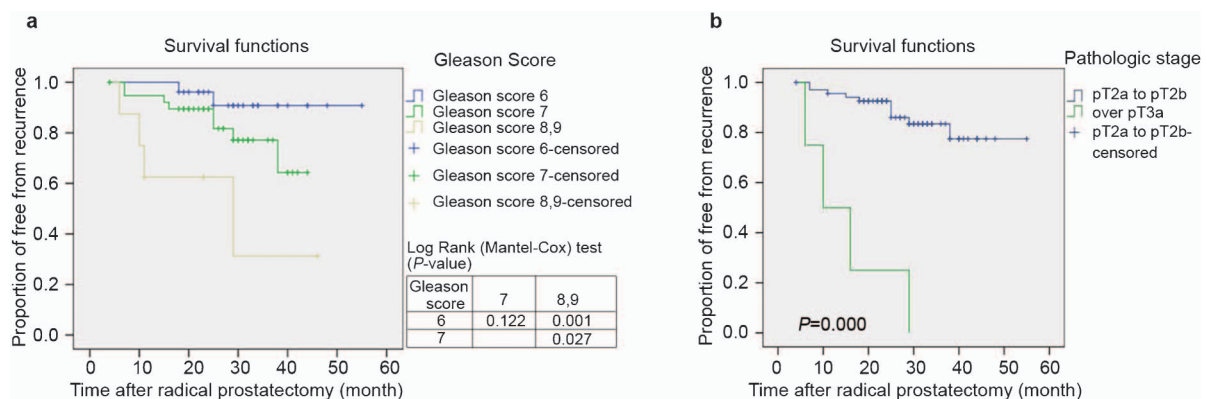 a
Survival functions
Proportion of free from recurrence
1.0
0.8
0.6
0.4
0.2
0.0
0 10 20 30 40 50 60
Time after radical prostatectomy (month)
Gleason Score
Gleason score 6
Gleason score 7
Gleason score 8,9
Gleason score 6-censored
Gleason score 7-censored
Gleason score 8,9-censored
Log Rank (Mantel-Cox) test
(P-value)
Gleason
score 7 8,9
6 0.122 0.001
7 0.027
b
Survival functions
Proportion of free from recurrence
1.0
0.8
0.6
0.4
0.2
0.0
P=0.000
0 10 20 30 40 50 60
Time after radical prostatectomy (month)
Pathologic stage
pT2a to pT2b
over pT3a
pT2a to pT2b-
censored